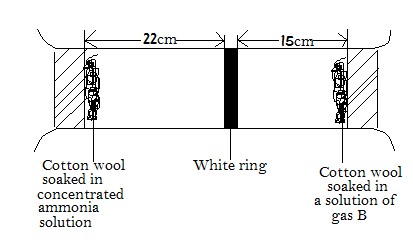 22cm
15cm
Cotton wool
soaked in
concentrated
ammonia
solution
White ring
Cotton wool
soaked in
a solution of
gas B